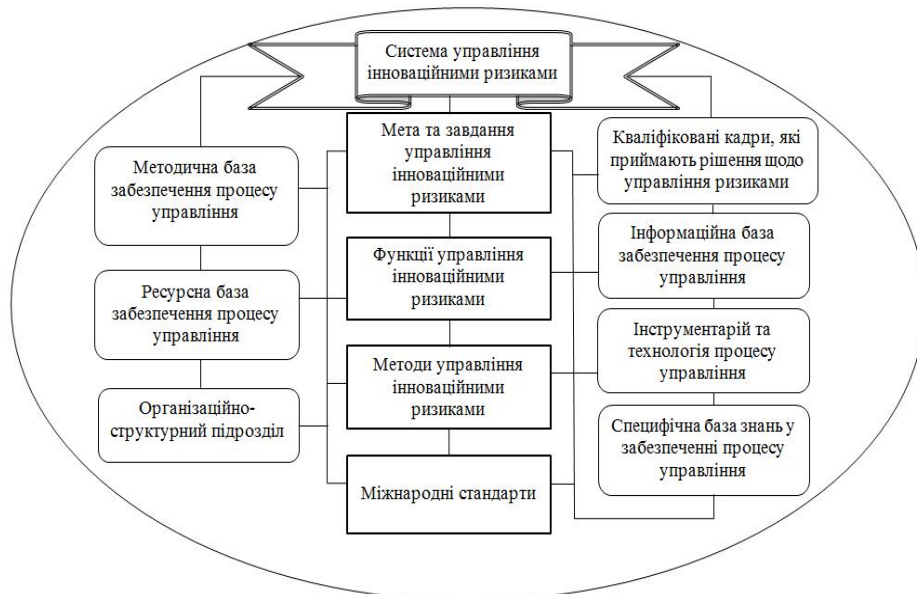 Система управління
інноваційними ризиками
Методична база
забезпечення процесу
управління
Ресурсна база
забезпечення процесу
управління
Організаційно-
структурний підрозділ
Мета та завдання
управління
інноваційними
ризиками
Функції управління
інноваційними
ризиками
Методи управління
інноваційними
ризиками
Міжнародні стандарти
Кваліфіковані кадри, які
приймають рішення щодо
управління ризиками
Інформаційна база
забезпечення процесу
управління
Інструментарій та
технологія процесу
управління
Специфічна база знань у
забезпеченні процесу
управління